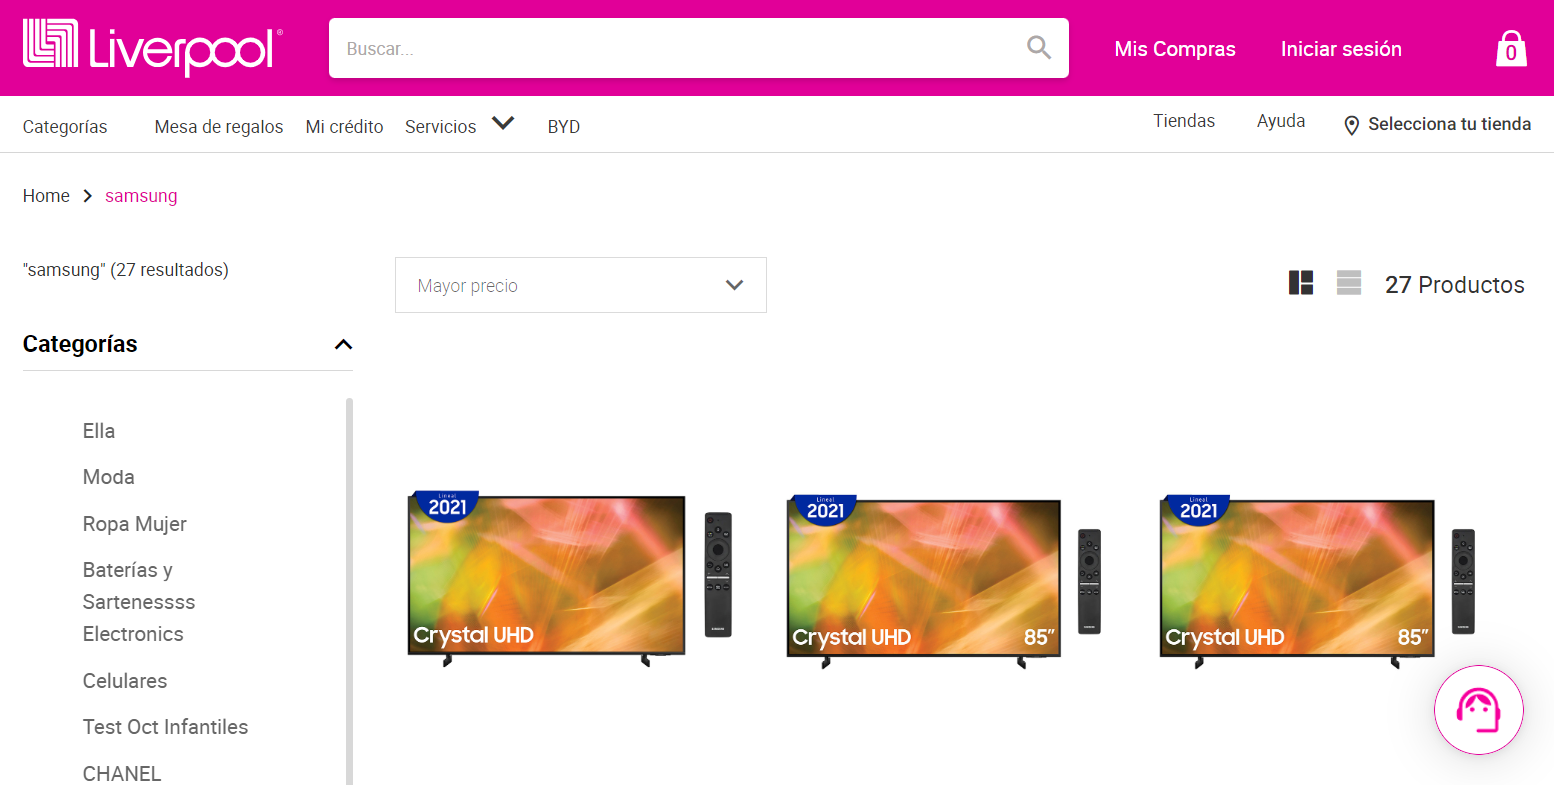 Liverpool®
Buscar...
Mis Compras
Iniciar sesión
0
Categorías
Mesa de regalos
Mi crédito
Servicios
BYD
Tiendas
Ayuda
Selecciona tu tienda
Home
samsung
"samsung" (27 resultados)
Mayor precio
27 Productos
Categorías
Ella
Moda
Ropa Mujer
Baterías y
Sartenessss
Electronics
Celulares
Test Oct Infantiles
CHANEL
Lineal
2021
Crystal UHD
Lineal
2021
Crystal UHD
85”
Lineal
2021
Crystal UHD
85”